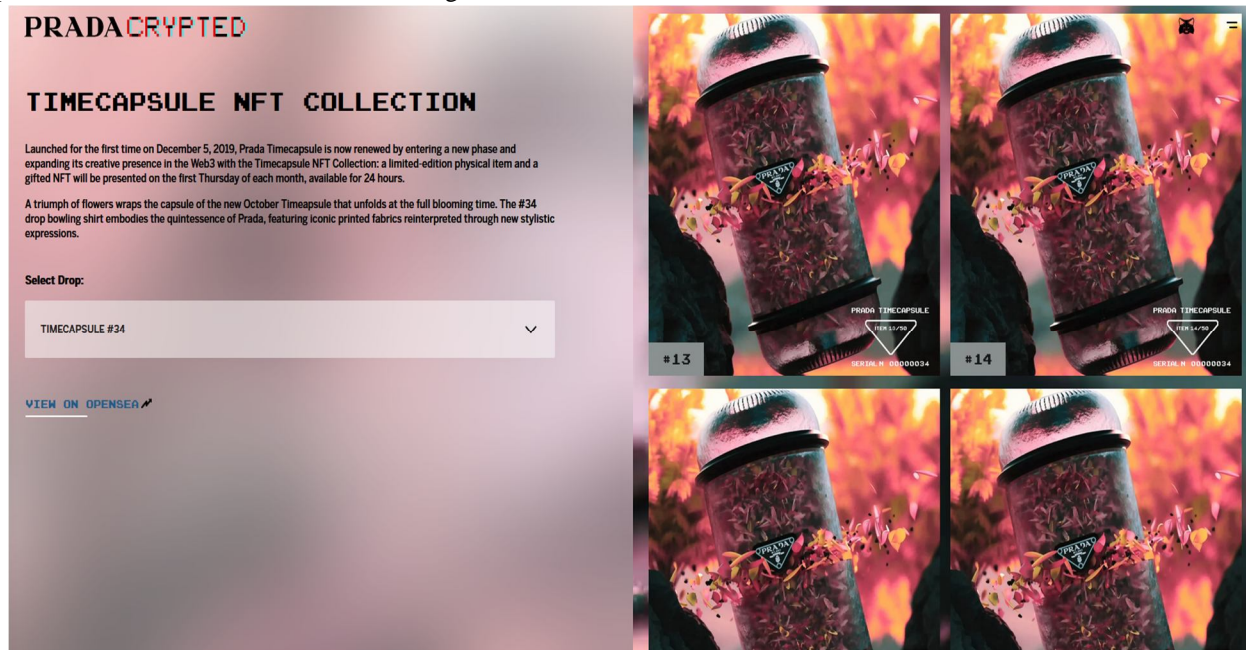 PRADACRYPTED
TIMECAPSULE NFT COLLECTION
Launched for the first time on December 5, 2019, Prada Timecapsule is now renewed by entering a new phase and
expanding its creative presence in the Web3 with the Timecapsule NFT Collection: a limited-edition physical item and a
gifted NFT will be presented on the first Thursday of each month, available for 24 hours.
A triumph of flowers wraps the capsule of the new October Timeapsule that unfolds at the full blooming time. The #34
drop bowling shirt embodies the quintessence of Prada, featuring iconic printed fabrics reinterpreted through new stylistic
expressions.
Select Drop:
TIMECAPSULE #34
VIEW ON OPENSEA
PRADA
PRADA TIMECAPSULE
ITEM 13/50
SERIAL N 00000034
#13
PRADA
PRADA TIMECAPSULE
ITEM 14/50
SERIAL N 00000034
#14
PRADA
PRADA